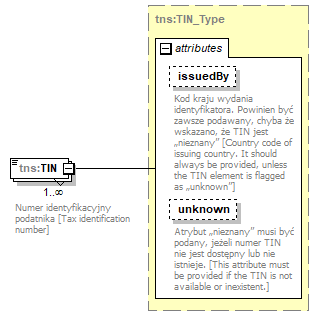 tns:TIN_Type
attributes
issuedBy
Kod kraju wydania
identyfikatora. Powinien być
zawsze podawany, chyba że
wskazano, że TIN jest
„nieznany” [Country code of
issuing country. It should
always be provided, unless
the TIN element is flagged
as „unknown”]
tns:TIN
1..∞
Numer identyfikacyjny
podatnika [Tax identification
number]
unknown
Atrybut „nieznany” musi być
podany, jeżeli numer TIN
nie jest dostępny lub nie
istnieje. [This attribute must
be provided if the TIN is not
available or inexistent.]